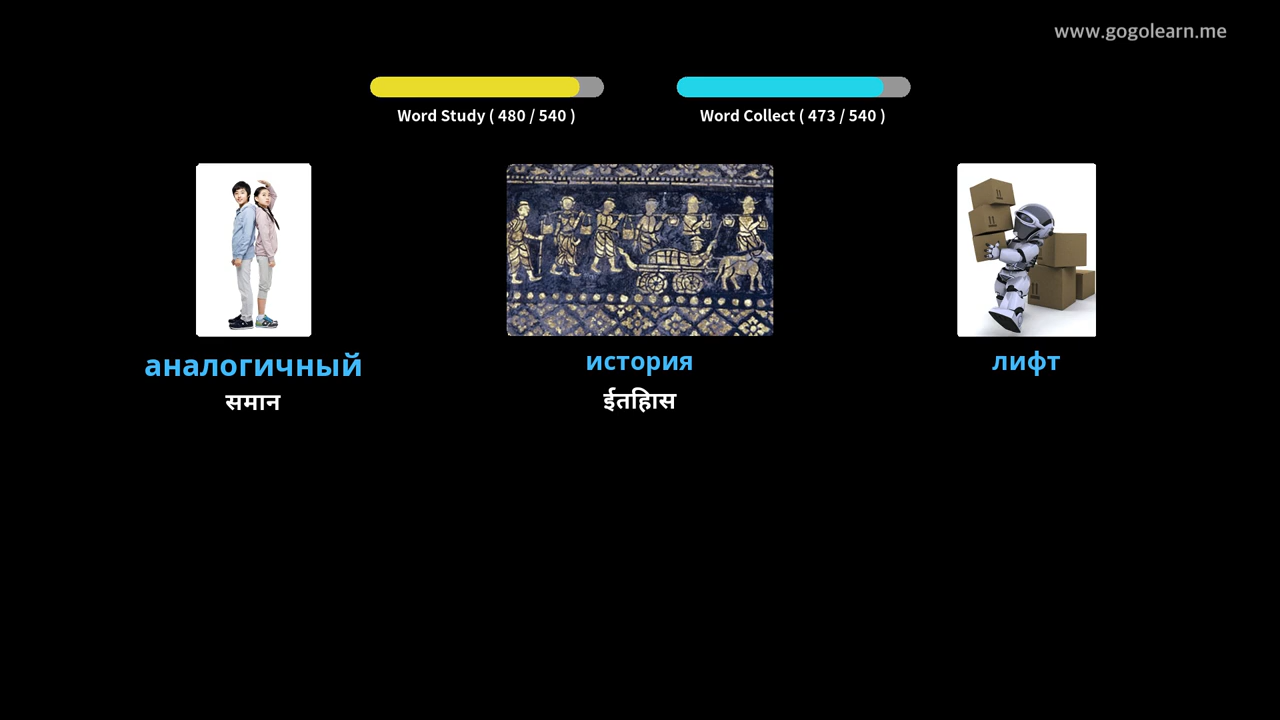 www.gogolearn.me
Word Study ( 480 / 540 )
Word Collect ( 473 / 540 )
аналогичный
история
лифт
समान
ईतहिास